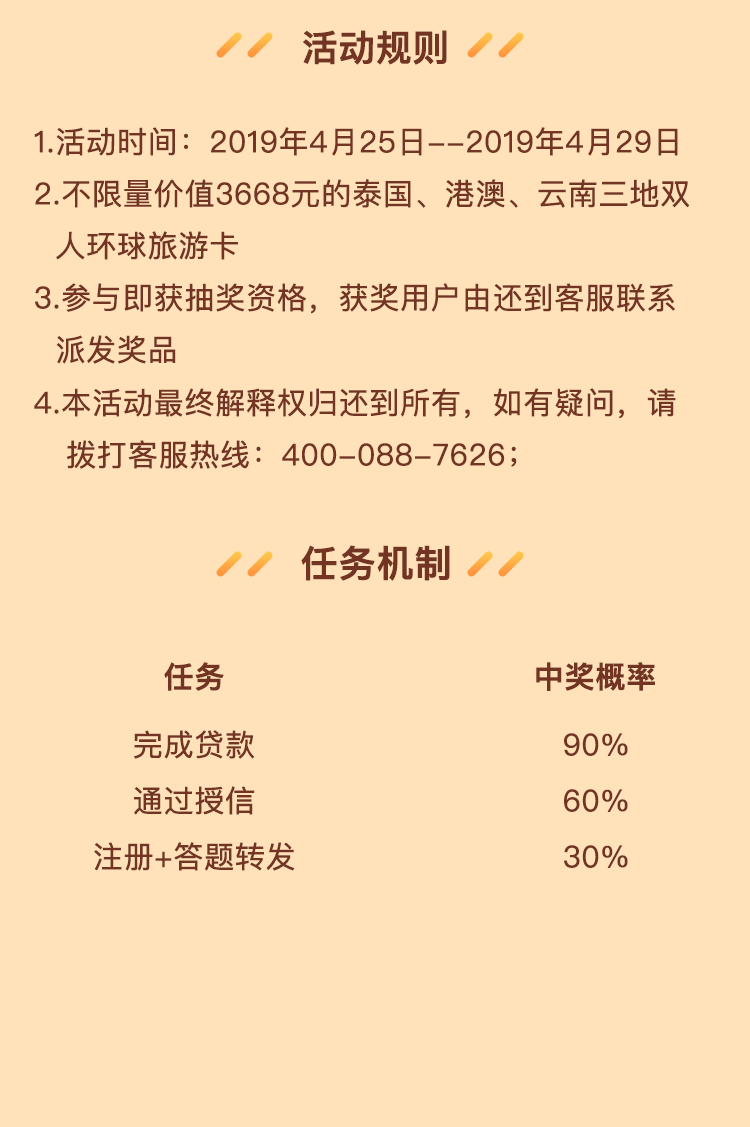 活动规则
1.活动时间：2019年4月25日--2019年4月29日
2.不限量价值3668元的泰国、港澳、云南三地双
人环球旅游卡
3.参与即获抽奖资格，获奖用户由还到客服联系
派发奖品
4.本活动最终解释权归还到所有，如有疑问，请
拨打客服热线：400-088-7626；
任务机制
任务 中奖概率
完成贷款 90%
通过授信 60%
注册+答题转发 30%